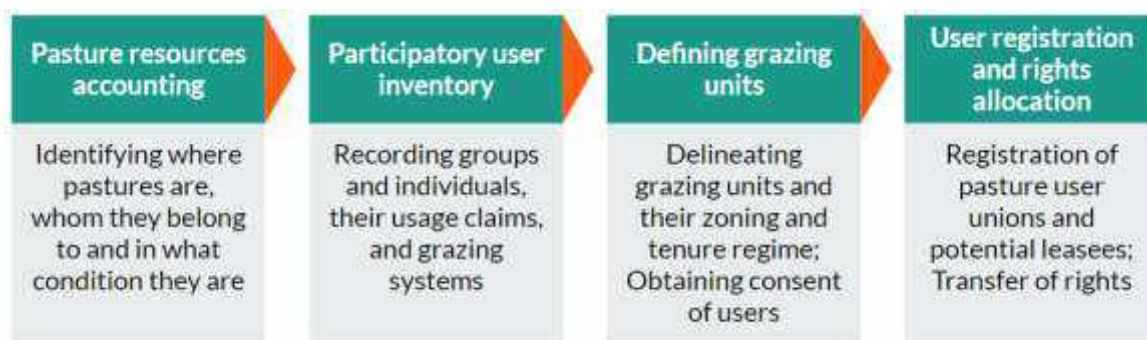 Pasture resources
accounting
Identifying where
pastures are,
whom they belong
to and in what
condition they are
Participatory user
inventory
Recording groups
and individuals,
their usage claims,
and grazing
systems
Defining grazing
units
Delineating
grazing units and
their zoning and
tenure regime;
Obtaining consent
of users
User registration
and rights
allocation
Registration of
pasture user
unions and
potential leasees;
Transfer of rights